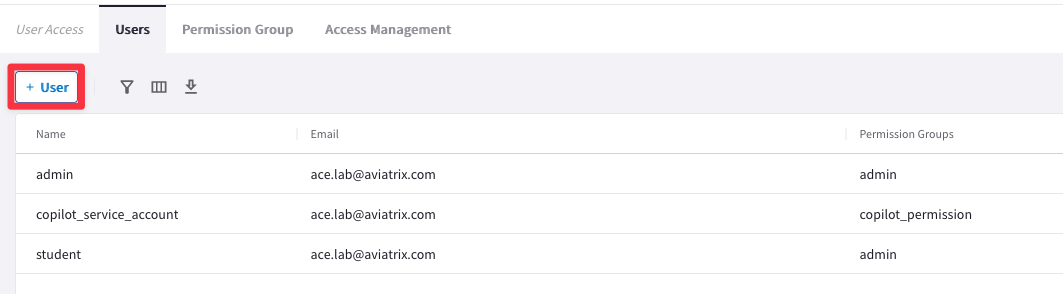 User Access Users Permission Group Access Management
+ User
Name Email Permission Groups
admin ace.lab@aviatrix.com admin
copilot_service_account ace.lab@aviatrix.com copilot_permission
student ace.lab@aviatrix.com admin